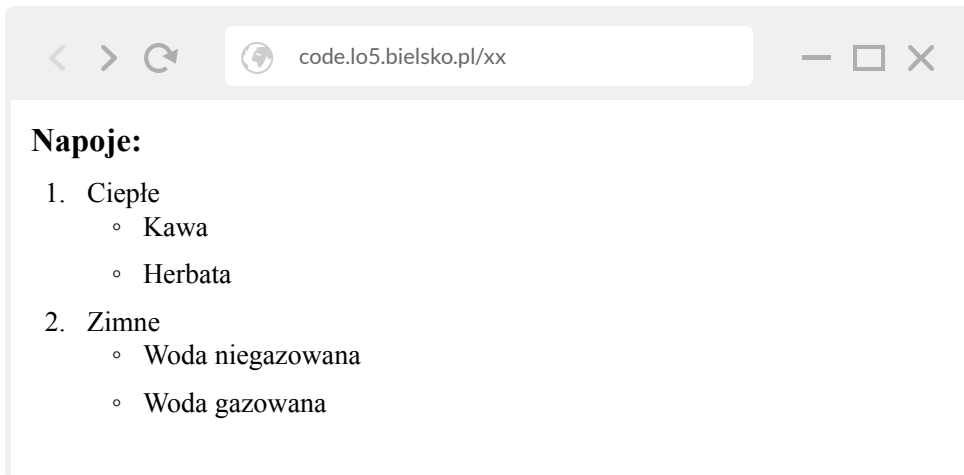 code.lo5.bielsko.pl/xx
Napoje:
1. Ciepłe
◦ Kawa
◦ Herbata
2. Zimne
◦ Woda niegazowana
◦ Woda gazowana